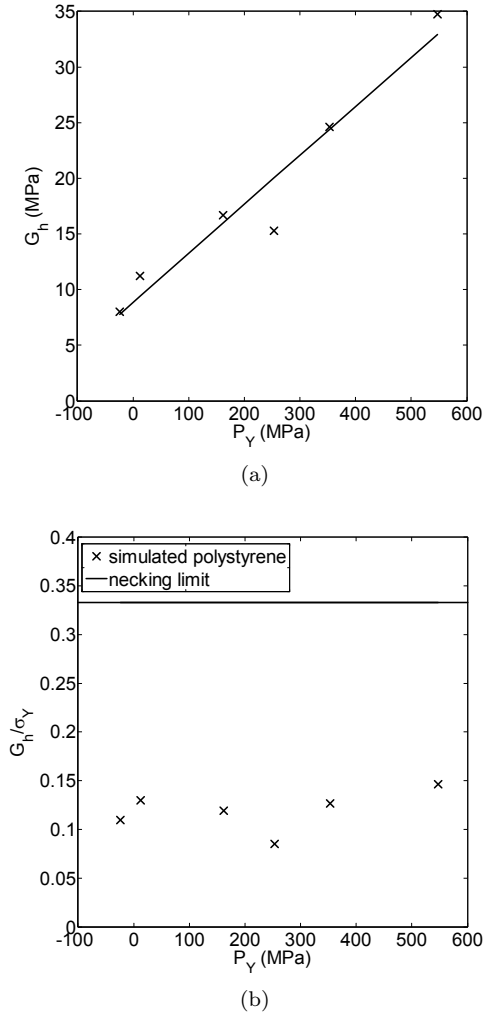 35
30
25
20
15
10
5
0
G_h (MPa)
-100 0 100 200 300 400 500 600
P_Y (MPa)
(a)
0.4
0.35
0.3
0.25
0.2
0.15
0.1
0.05
0
G_h/σ_Y
× simulated polystyrene
— necking limit
-100 0 100 200 300 400 500 600
P_Y (MPa)
(b)